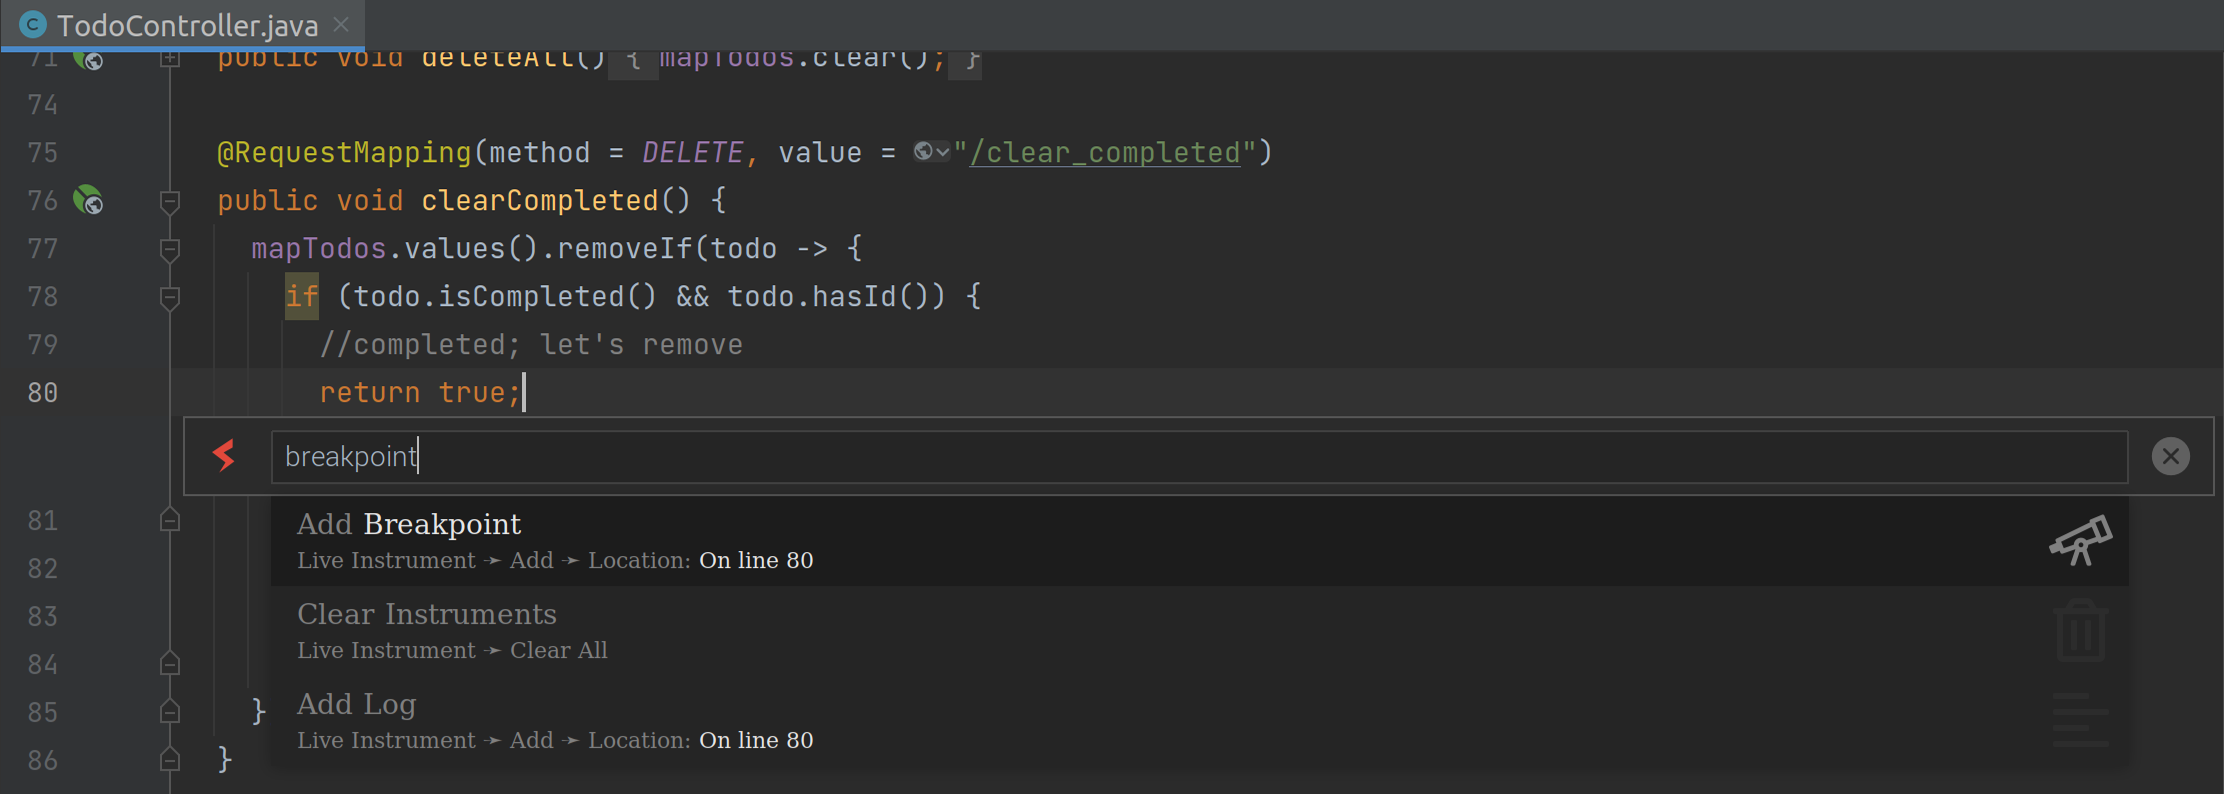 C TodoController.java
71 public void deleteAll() { mapTodos.clear(); }
74
75 @RequestMapping(method = DELETE, value = "/clear_completed")
76 public void clearCompleted() {
77 mapTodos.values().removeIf(todo -> {
78 if (todo.isCompleted() && todo.hasId()) {
79 //completed; let's remove
80 return true;
breakpoint
81
Add Breakpoint
Live Instrument ➛ Add ➛ Location: On line 80
82
83 Clear Instruments
Live Instrument ➛ Clear All
84
85 } Add Log
Live Instrument ➛ Add ➛ Location: On line 80
86 }